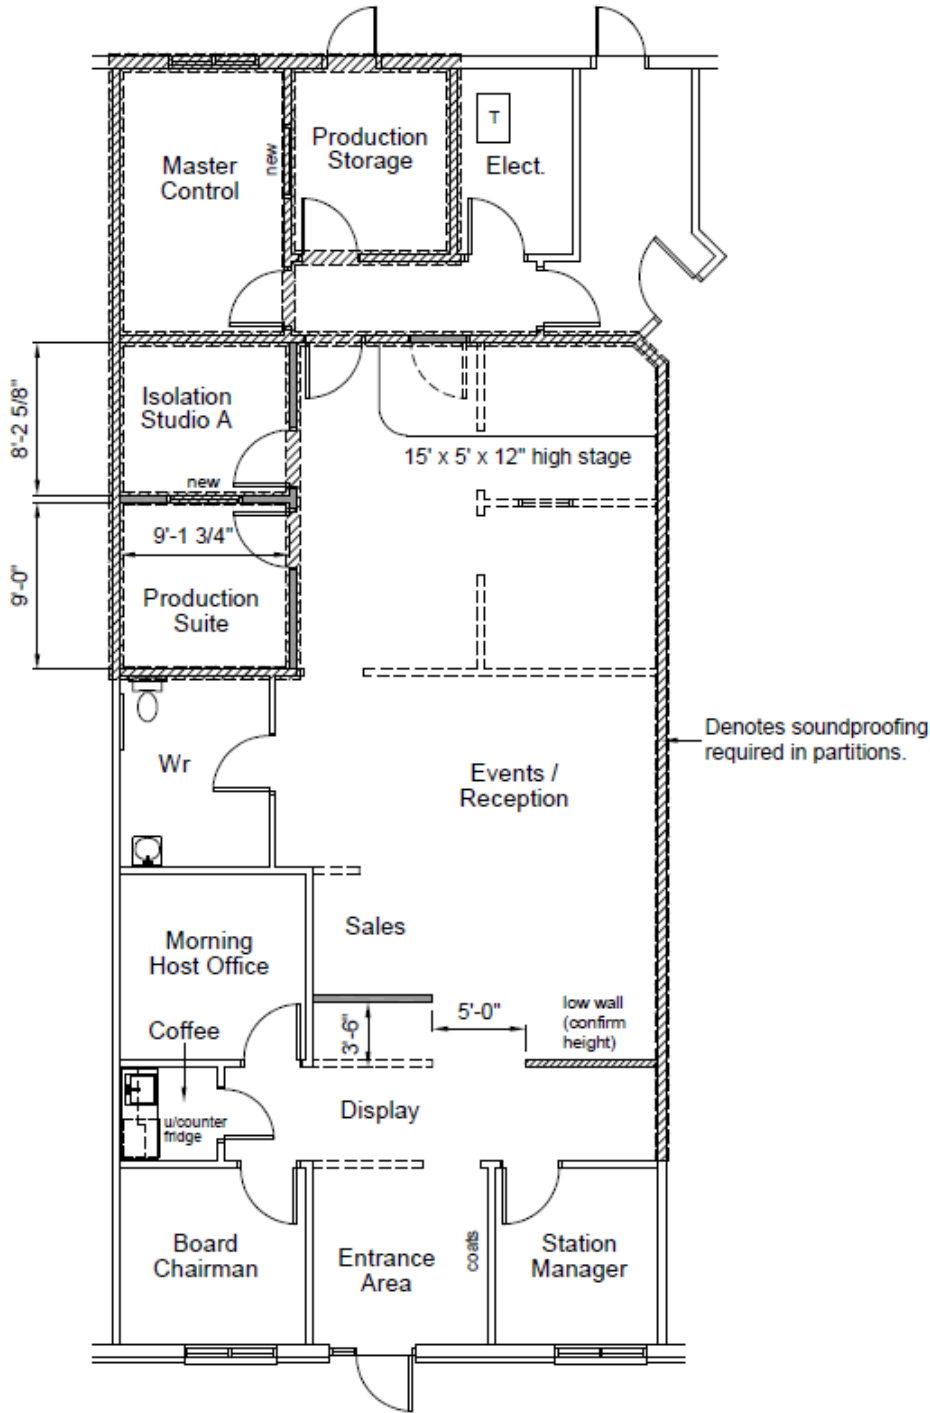 T
Production
Storage
new
Elect.
Master
Control
8'-2 5/8"
Isolation
Studio A
15' x 5' x 12" high stage
new
9'-1 3/4"
9'-0"
Production
Suite
Denotes soundproofing
required in partitions.
Wr
Events /
Reception
Sales
Morning
Host Office
low wall
(confirm
height)
5'-0"
3'-6"
Coffee
Display
u/counter
fridge
Board
Chairman
Entrance
Area
coats
Station
Manager